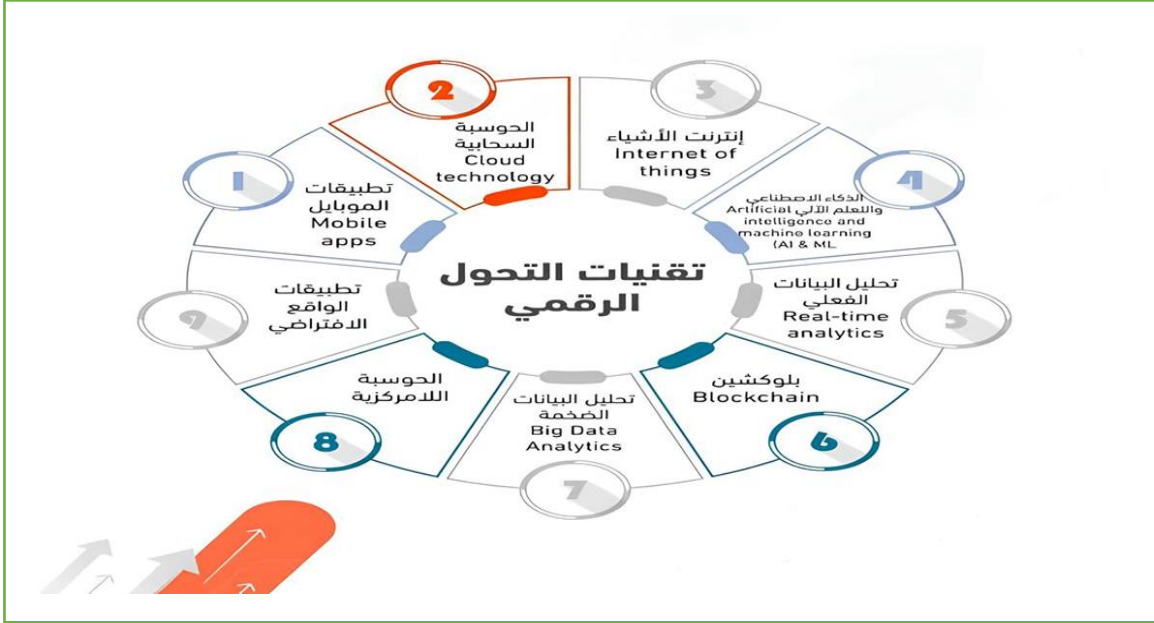 تقنيات التحول
الرقمي
1
تطبيقات
الموبايل
Mobile
apps
2
الحوسبة
السحابية
Cloud
technology
3
إنترنت الأشياء
Internet of
things
4
الذكاء الاصطناعي
والتعلم الآلي Artificial
intelligence and
machine learning
(AI & ML
5
تحليل البيانات
الفعلي
Real-time
analytics
6
بلوكشين
Blockchain
7
تحليل البيانات
الضخمة
Big Data
Analytics
8
الحوسبة
اللامركزية
9
تطبيقات
الواقع
الافتراضي